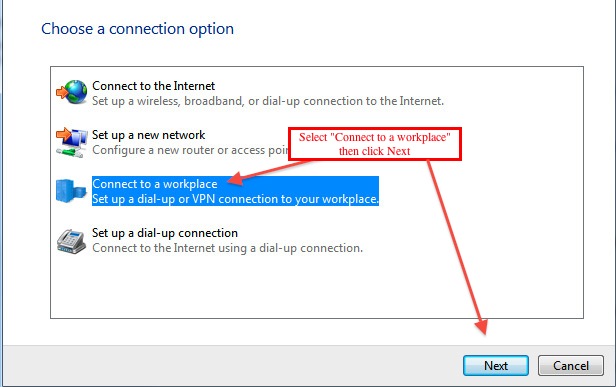 Choose a connection option
Connect to the Internet
Set up a wireless, broadband, or dial-up connection to the Internet.
Set up a new network
Configure a new router or access
Select "Connect to a workplace"
then click Next
Connect to a workplace
Set up a dial-up or VPN connection to your workplace.
Set up a dial-up connection
Connect to the Internet using a dial-up connection.
Next
Cancel